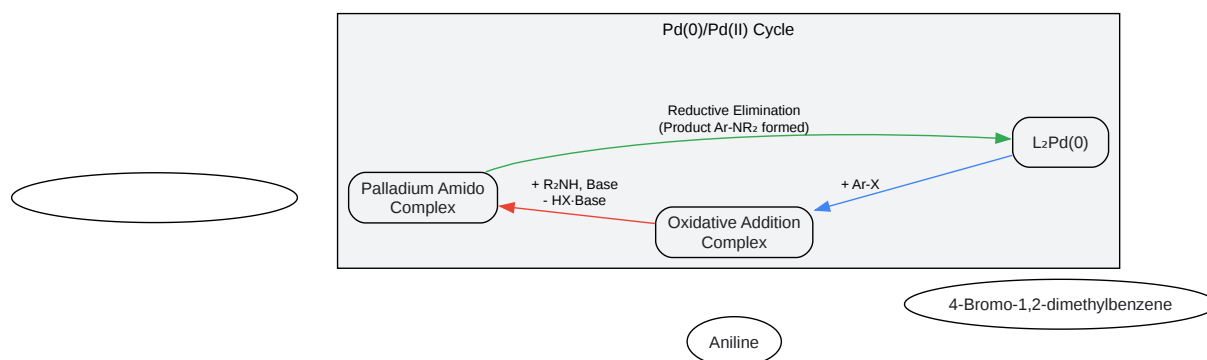 Pd(0)/Pd(II) Cycle
Reductive Elimination
(Product Ar-NR₂ formed)
L₂Pd(0)
+ Ar-X
+ R₂NH, Base
- HX·Base
Palladium Amido
Complex
Oxidative Addition
Complex
4-Bromo-1,2-dimethylbenzene
Aniline